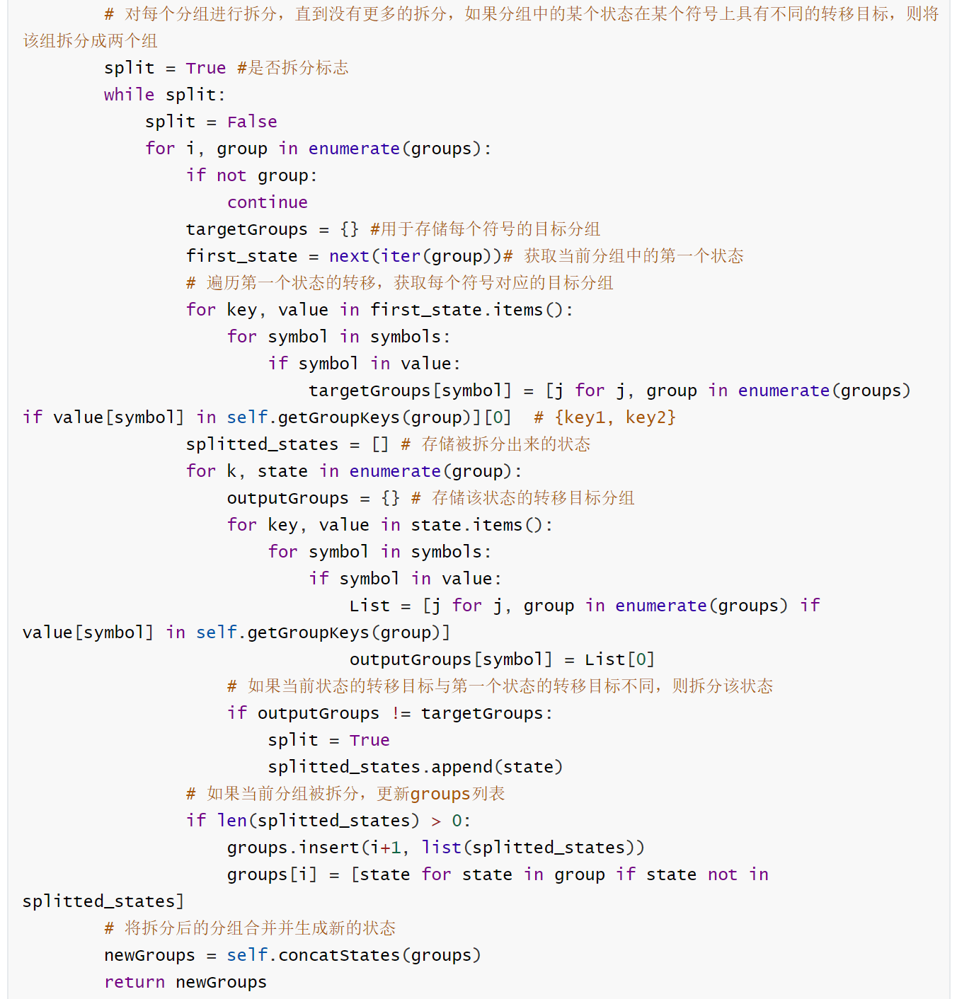 # 对每个分组进行拆分，直到没有更多的拆分，如果分组中的某个状态在某个符号上具有不同的转移目标，则将
该组拆分成两个组
split = True #是否拆分标志
while split:
split = False
for i, group in enumerate(groups):
if not group:
continue
targetGroups = {} #用于存储每个符号的目标分组
first_state = next(iter(group))# 获取当前分组中的第一个状态
# 遍历第一个状态的转移，获取每个符号对应的目标分组
for key, value in first_state.items():
for symbol in symbols:
if symbol in value:
targetGroups[symbol] = [j for j, group in enumerate(groups)
if value[symbol] in self.getGroupKeys(group)][0]  # {key1, key2}
splitted_states = [] # 存储被拆分出来的状态
for k, state in enumerate(group):
outputGroups = {} # 存储该状态的转移目标分组
for key, value in state.items():
for symbol in symbols:
if symbol in value:
List = [j for j, group in enumerate(groups) if
value[symbol] in self.getGroupKeys(group)]
outputGroups[symbol] = List[0]
# 如果当前状态的转移目标与第一个状态的转移目标不同，则拆分该状态
if outputGroups != targetGroups:
split = True
splitted_states.append(state)
# 如果当前分组被拆分，更新groups列表
if len(splitted_states) > 0:
groups.insert(i+1, list(splitted_states))
groups[i] = [state for state in group if state not in
splitted_states]
# 将拆分后的分组合并并生成新的状态
newGroups = self.concatStates(groups)
return newGroups